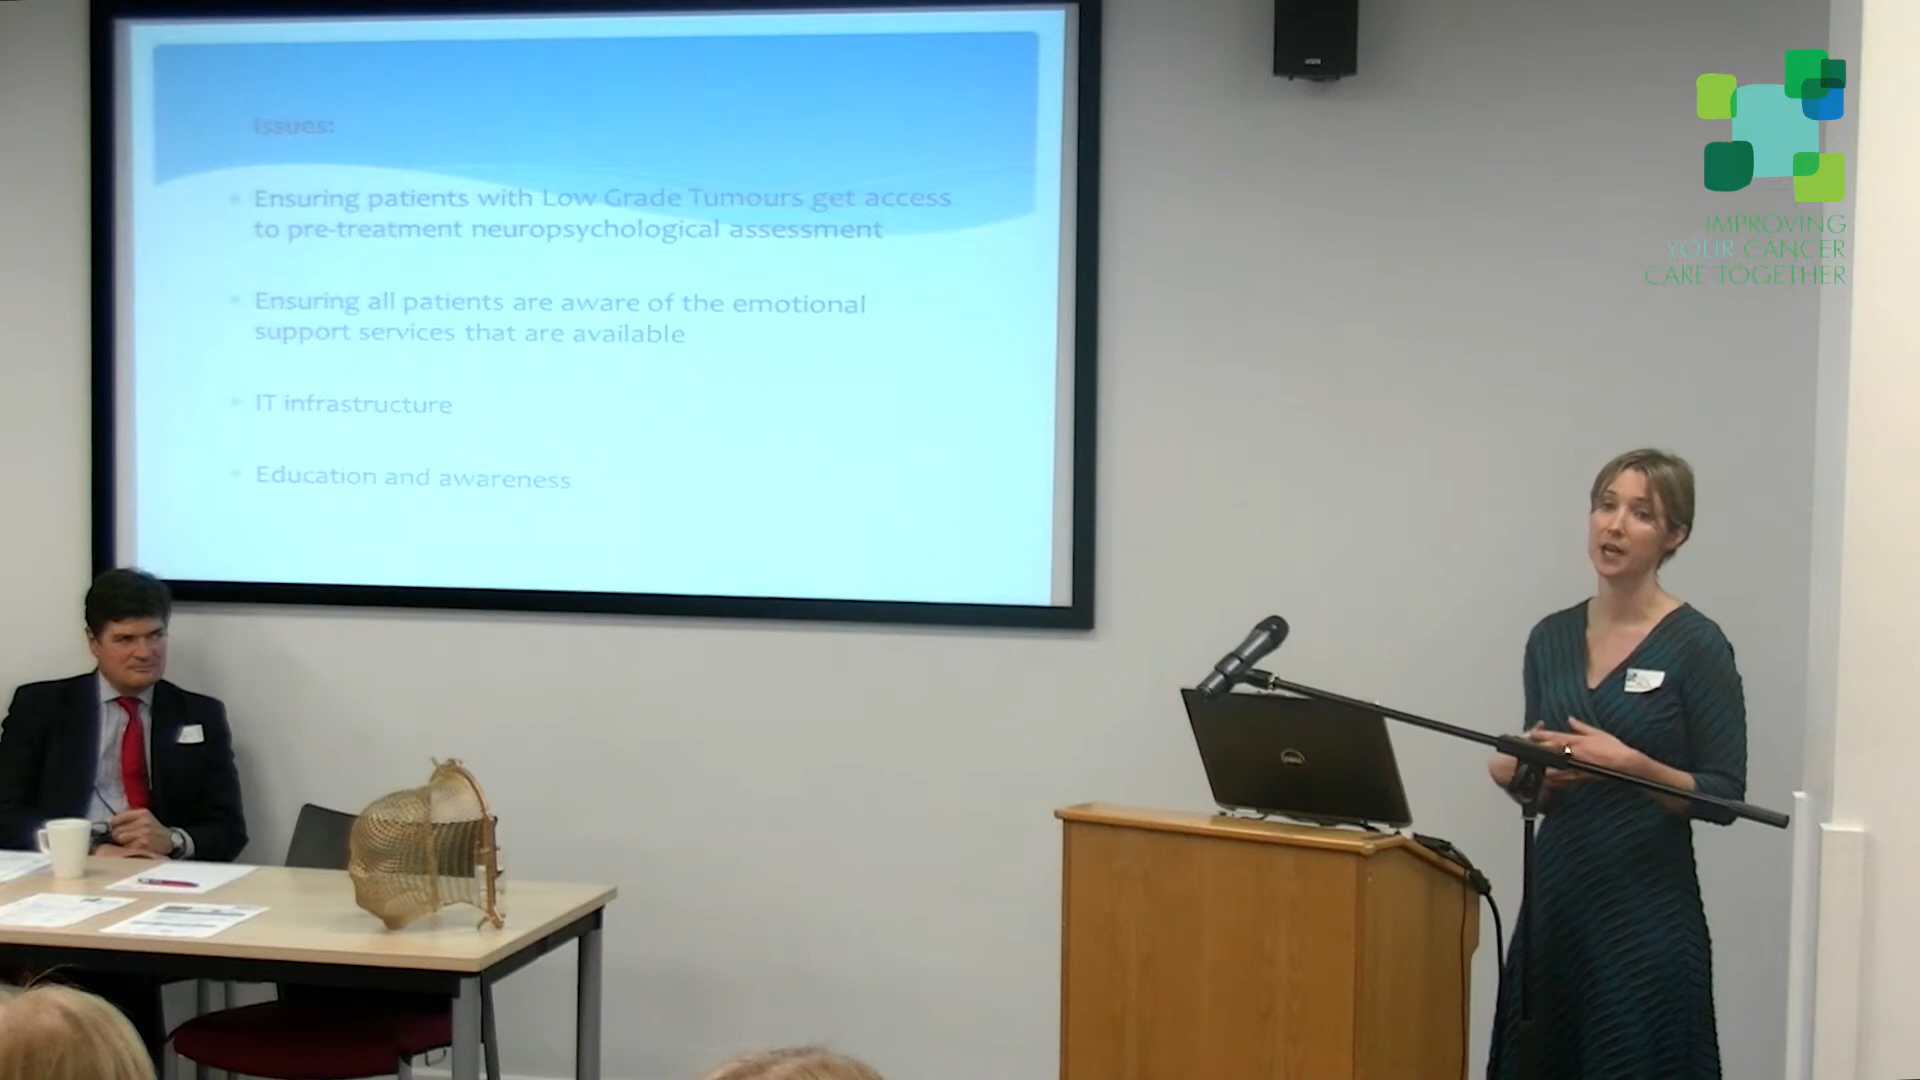 Issues:
Ensuring patients with Low Grade Tumours get access
to pre-treatment neuropsychological assessment
Ensuring all patients are aware of the emotional
support services that are available
IT infrastructure
Education and awareness
IMPROVING
YOUR CANCER
CARE TOGETHER
DELL